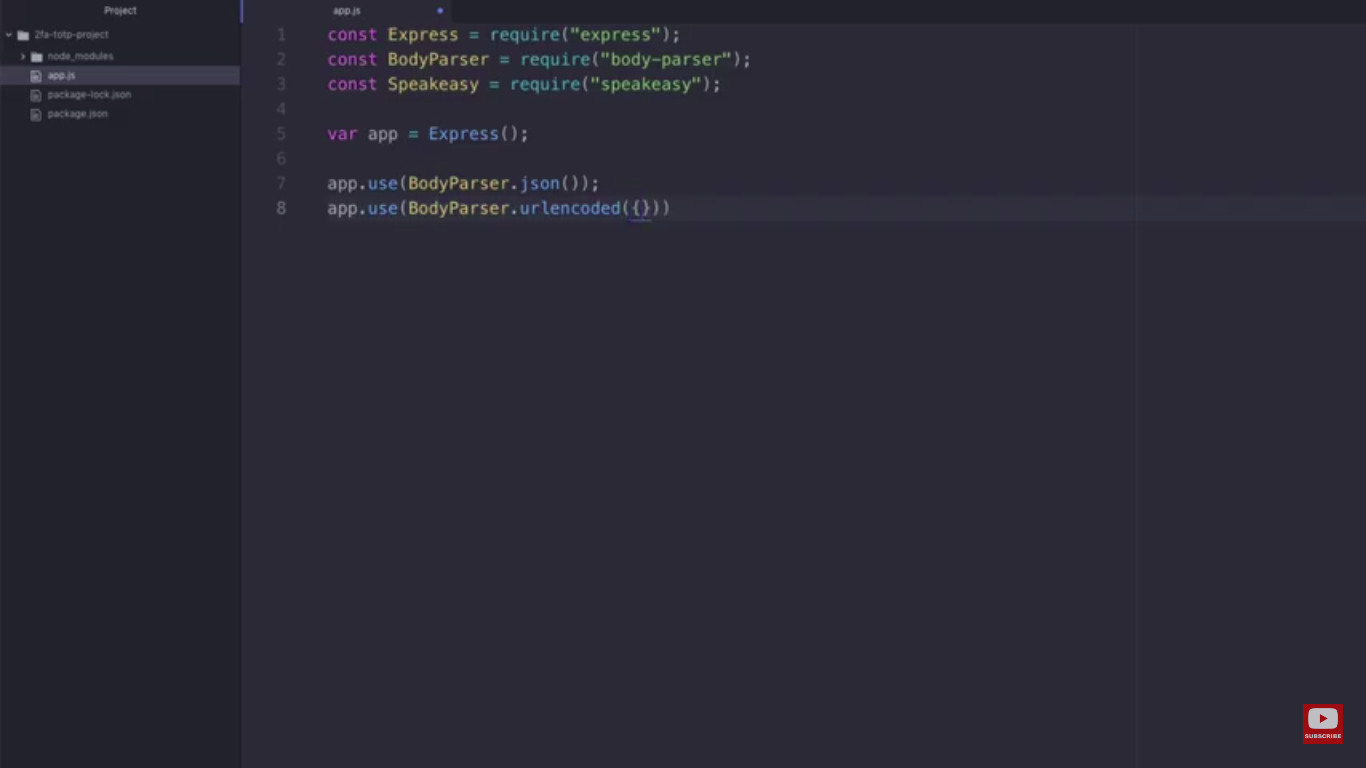 Project
2fa-totp-project
node_modules
app.js
package-lock.json
package.json
app.js
1 const Express = require("express");
2 const BodyParser = require("body-parser");
3 const Speakeasy = require("speakeasy");
4
5 var app = Express();
6
7 app.use(BodyParser.json());
8 app.use(BodyParser.urlencoded({}))
SUBSCRIBE